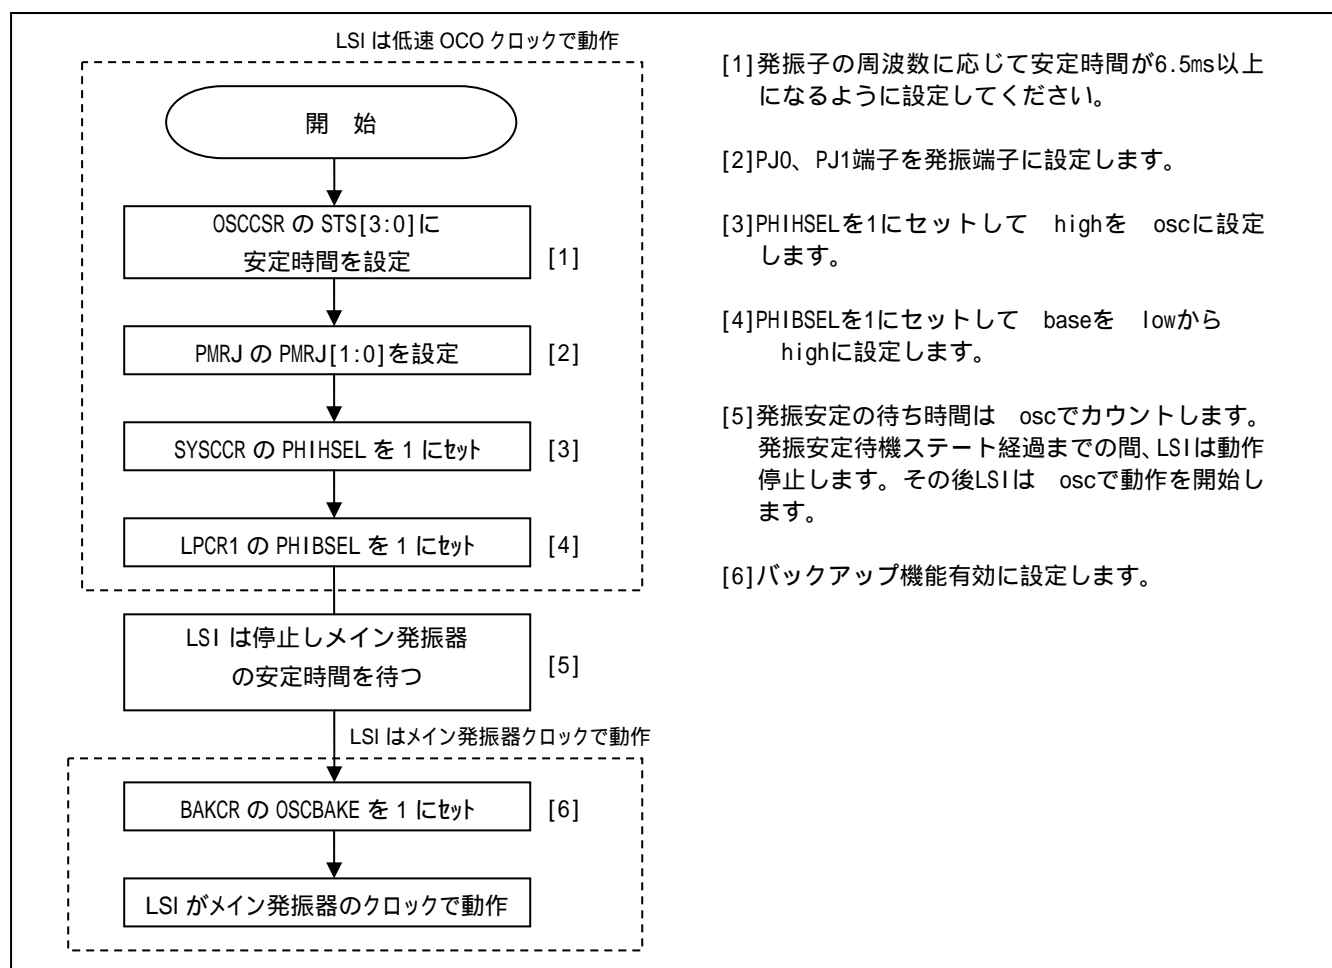 LSI は低速 OCO クロックで動作
開　始
OSCCSR の STS[3:0]に
安定時間を設定
[1]
PMRJ の PMRJ[1:0]を設定
[2]
SYSCCR の PHIHSEL を 1 にｾｯﾄ
[3]
LPCR1 の PHIBSEL を 1 にｾｯﾄ
[4]
LSI は停止しメイン発振器
の安定時間を待つ
[5]
LSI はメイン発振器クロックで動作
BAKCR の OSCBAKE を 1 にｾｯﾄ
[6]
LSI がメイン発振器のクロックで動作
[1]発振子の周波数に応じて安定時間が6.5ms以上
になるように設定してください。
[2]PJ0、PJ1端子を発振端子に設定します。
[3]PHIHSELを1にセットして　highを　oscに設定
します。
[4]PHIBSELを1にセットして　baseを　lowから
highに設定します。
[5]発振安定の待ち時間は　oscでカウントします。
発振安定待機ステート経過までの間、LSIは動作
停止します。その後LSIは　oscで動作を開始し
ます。
[6]バックアップ機能有効に設定します。